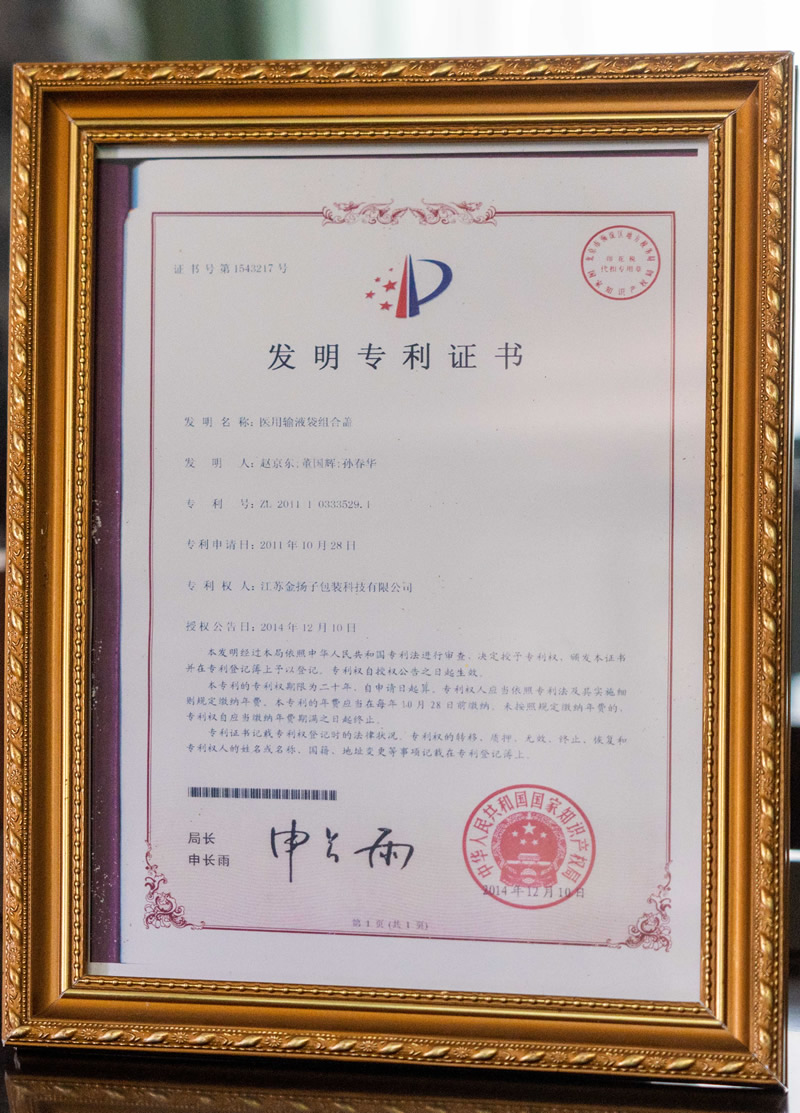 证书号第1543217号
印花税
代扣专用章
发明专利证书
发明名称：医用输液袋组合盖
发明人：赵京东；董国辉；孙春华
专利号：ZL 2011 1 0333529.1
专利申请日：2011年10月28日
专利权人：江苏金扬子包装科技有限公司
授权公告日：2014年12月10日
本发明经过本局依照中华人民共和国专利法进行审查，决定授予专利权，颁发本证书
并在专利登记簿上予以登记。专利权自授权公告之日起生效。
本专利的专利权期限为二十年，自申请日起算。专利权人应当依照专利法及其实施细
则规定缴纳年费。本专利的年费应当在每年10月28日前缴纳。未按照规定缴纳年费的，
专利权自应当缴纳年费期满之日起终止。
专利证书记载专利权登记时的法律状况。专利权的转移、质押、无效、终止、恢复和
专利权人的姓名或名称、国籍、地址变更等事项记载在专利登记簿上。
局长
申长雨
申长雨
中华人民共和国国家知识产权局
2014年12月10日
第1页(共1页)